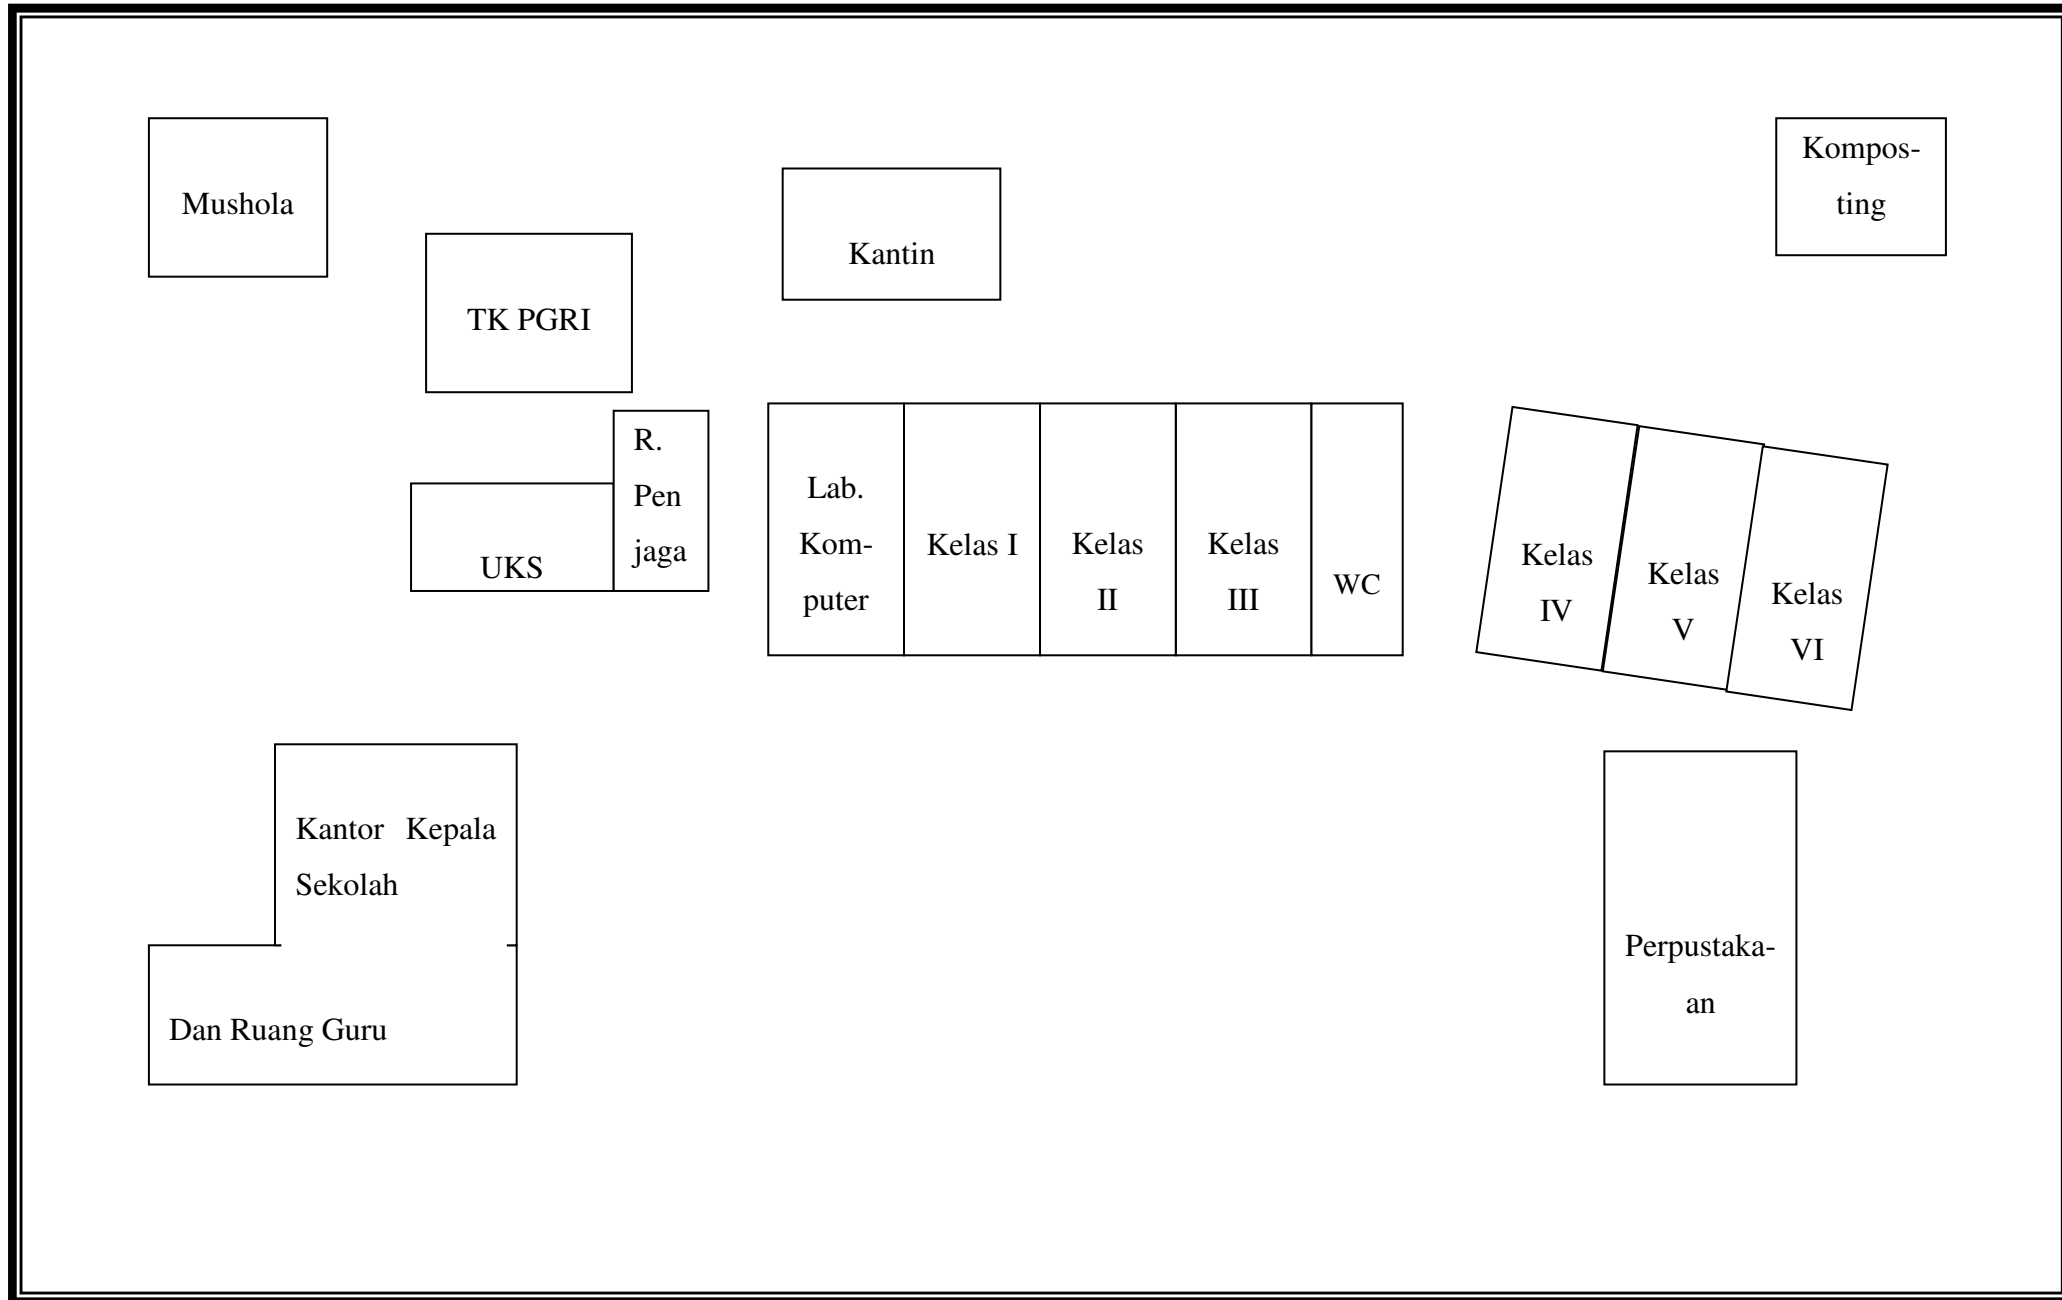 Mushola
TK PGRI
Kantin
Kompos-
ting
R.
Pen
jaga
UKS
Lab.
Kom-
puter
Kelas I
Kelas
II
Kelas
III
WC
Kelas
IV
Kelas
V
Kelas
VI
Kantor Kepala
Sekolah
Dan Ruang Guru
Perpustaka-
an